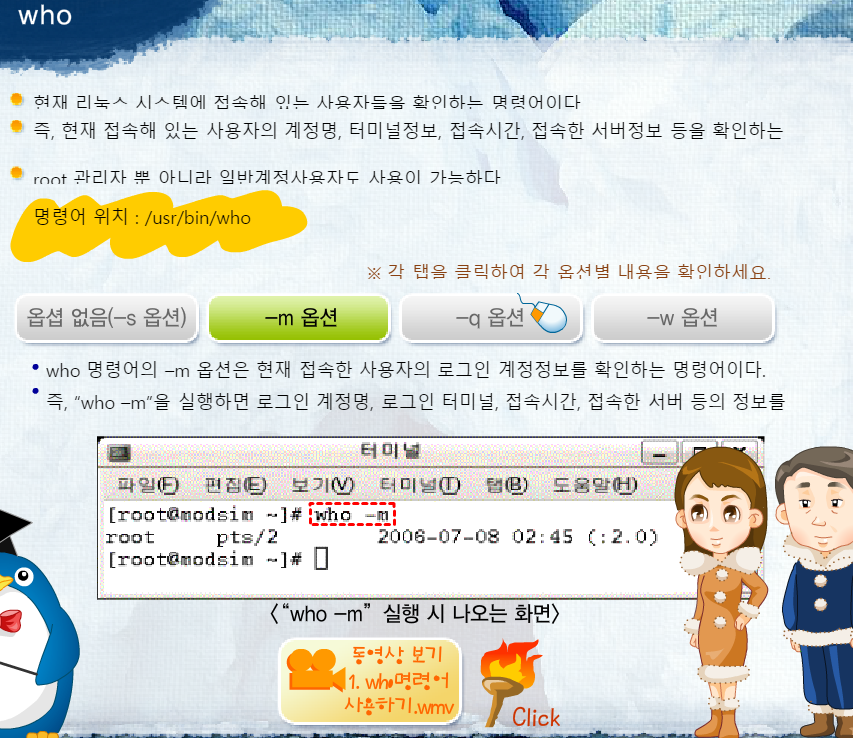 who
현재 리눅스 시스템에 접속해 있는 사용자들을 확인하는 명령어이다
즉, 현재 접속해 있는 사용자의 계정명, 터미널정보, 접속시간, 접속한 서버정보 등을 확인하는
root 관리자 뿐 아니라 일반계정사용자도 사용이 가능하다
명령어 위치 : /usr/bin/who
※ 각 탭을 클릭하여 각 옵션별 내용을 확인하세요.
옵셥 없음(–s 옵션) –m 옵션 –q 옵션 –w 옵션
who 명령어의 –m 옵션은 현재 접속한 사용자의 로그인 계정정보를 확인하는 명령어이다.
즉, “who –m”을 실행하면 로그인 계정명, 로그인 터미널, 접속시간, 접속한 서버 등의 정보를
터미널
파일(F) 편집(E) 보기(V) 터미널(T) 탭(B) 도움말(H)
[root@modsim ~]# who -m
root pts/2 2006-07-08 02:45 (:2.0)
[root@modsim ~]#
〈“who –m” 실행 시 나오는 화면〉
동영상 보기
1. who명령어
사용하기.wmv
Click